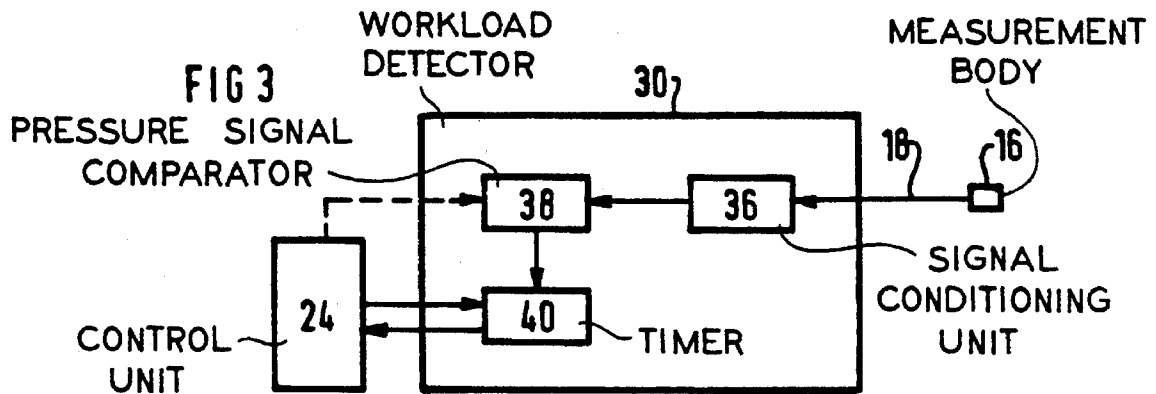 FIG 3
WORKLOAD
DETECTOR
30
MEASUREMENT
BODY
PRESSURE SIGNAL
COMPARATOR
18
16
38
36
24
40
SIGNAL
CONDITIONING
UNIT
CONTROL
UNIT
TIMER